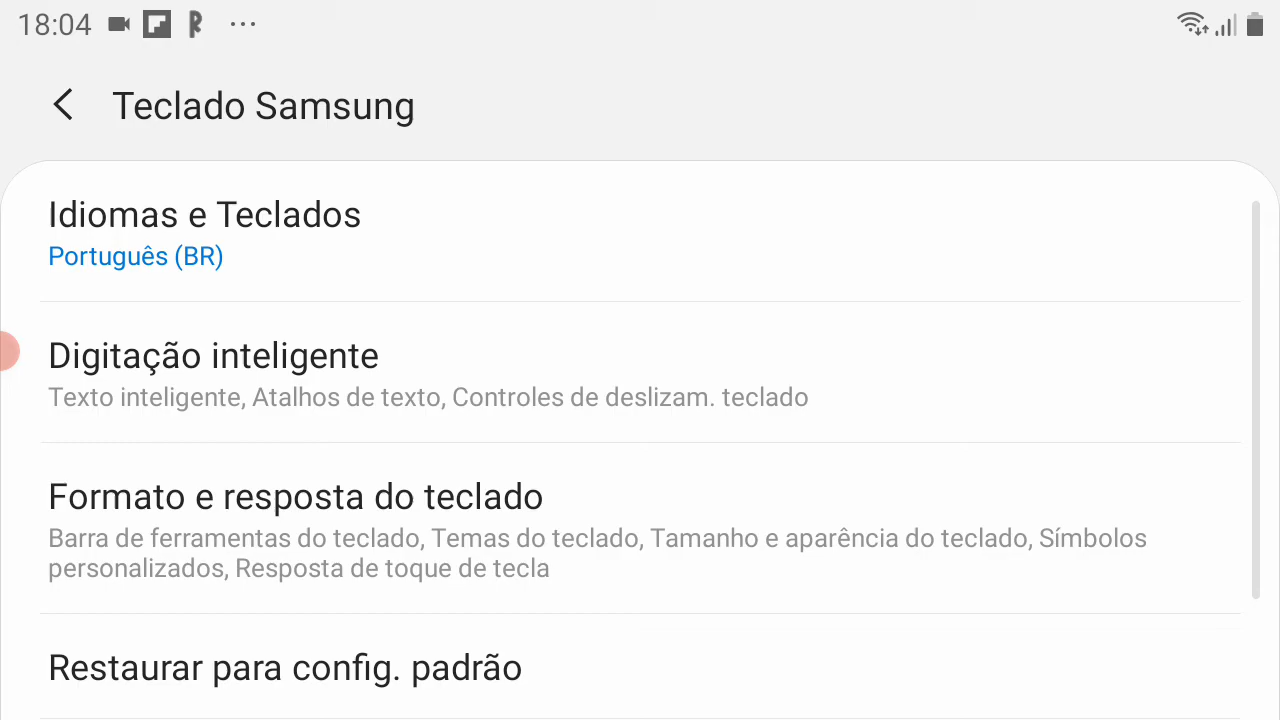 18:04
Teclado Samsung
Idiomas e Teclados
Português (BR)
Digitação inteligente
Texto inteligente, Atalhos de texto, Controles de deslizam. teclado
Formato e resposta do teclado
Barra de ferramentas do teclado, Temas do teclado, Tamanho e aparência do teclado, Símbolos
personalizados, Resposta de toque de tecla
Restaurar para config. padrão